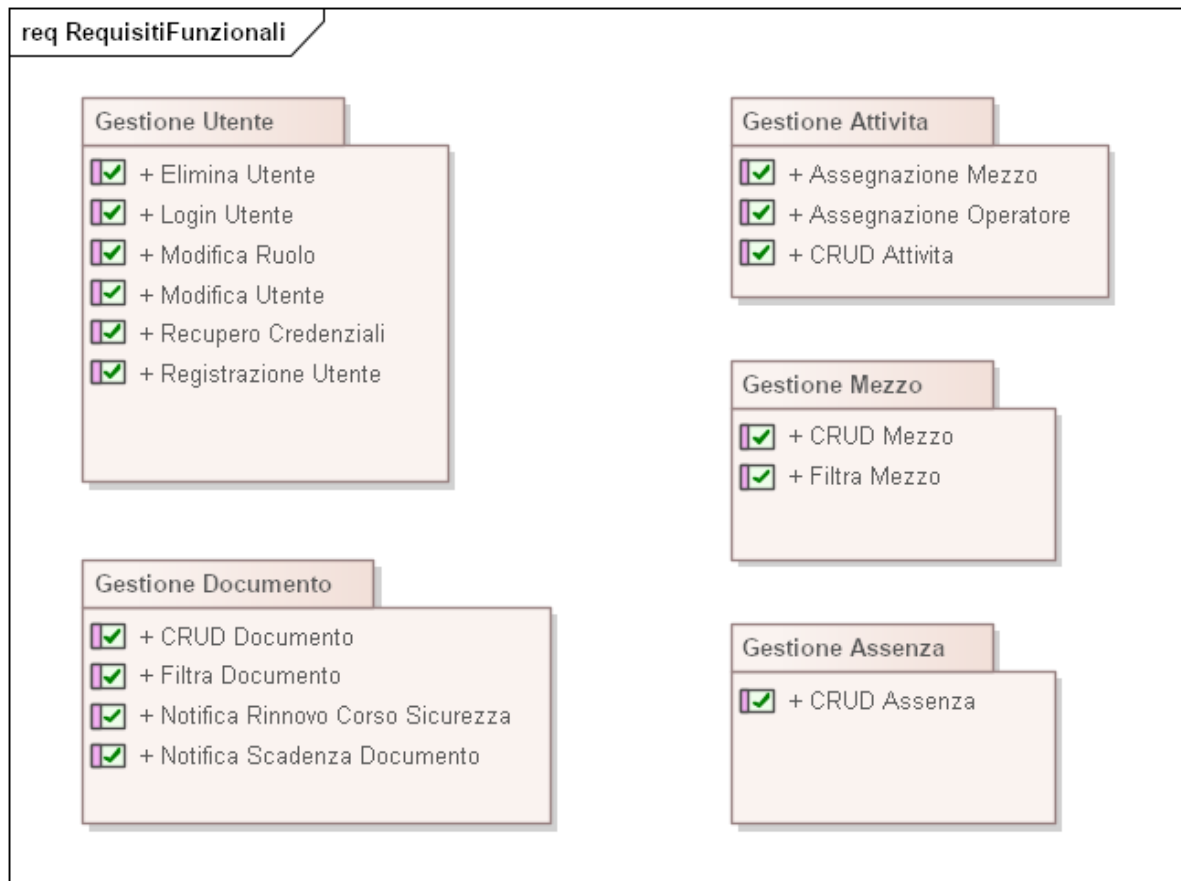 req RequisitiFunzionali
Gestione Utente
+ Elimina Utente
+ Login Utente
+ Modifica Ruolo
+ Modifica Utente
+ Recupero Credenziali
+ Registrazione Utente
Gestione Documento
+ CRUD Documento
+ Filtra Documento
+ Notifica Rinnovo Corso Sicurezza
+ Notifica Scadenza Documento
Gestione Attivita
+ Assegnazione Mezzo
+ Assegnazione Operatore
+ CRUD Attivita
Gestione Mezzo
+ CRUD Mezzo
+ Filtra Mezzo
Gestione Assenza
+ CRUD Assenza